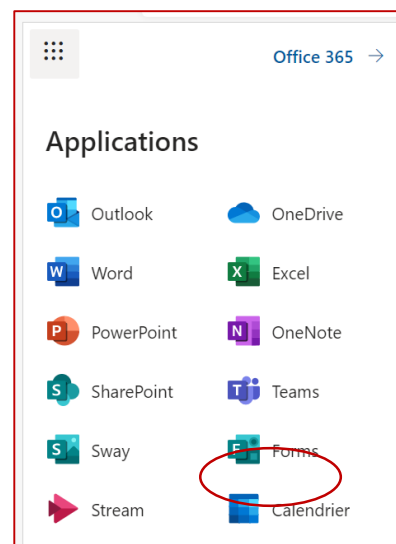 Office 365
Applications
Outlook OneDrive
Word Excel
PowerPoint OneNote
SharePoint Teams
Sway Forms
Stream Calendrier